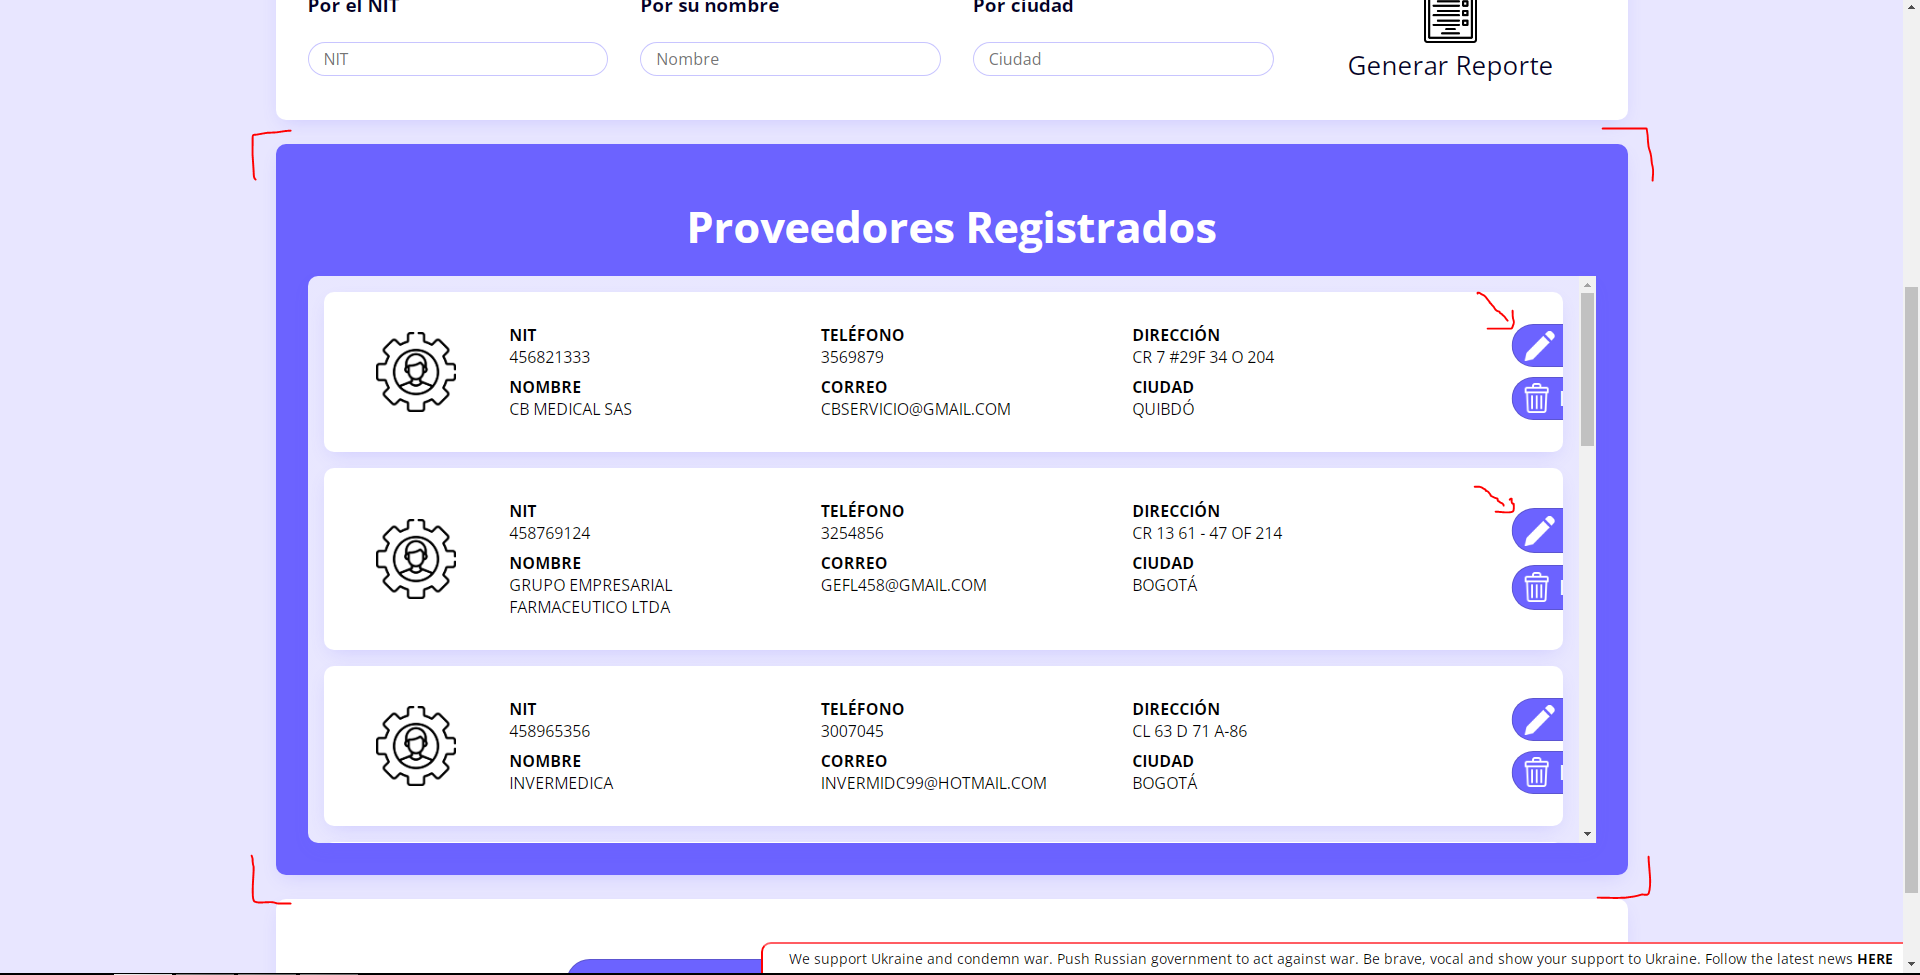 Por el NIT
Por su nombre
Por ciudad
NIT
Nombre
Ciudad
Generar Reporte
Proveedores Registrados
NIT
456821333
NOMBRE
CB MEDICAL SAS
TELÉFONO
3569879
CORREO
CBSERVICIO@GMAIL.COM
DIRECCIÓN
CR 7 #29F 34 O 204
CIUDAD
QUIBDÓ
NIT
458769124
NOMBRE
GRUPO EMPRESARIAL
FARMACEUTICO LTDA
TELÉFONO
3254856
CORREO
GEFL458@GMAIL.COM
DIRECCIÓN
CR 13 61 - 47 OF 214
CIUDAD
BOGOTÁ
NIT
458965356
NOMBRE
INVERMEDICA
TELÉFONO
3007045
CORREO
INVERMIDC99@HOTMAIL.COM
DIRECCIÓN
CL 63 D 71 A-86
CIUDAD
BOGOTÁ
We support Ukraine and condemn war. Push Russian government to act against war. Be brave, vocal and show your support to Ukraine. Follow the latest news HERE